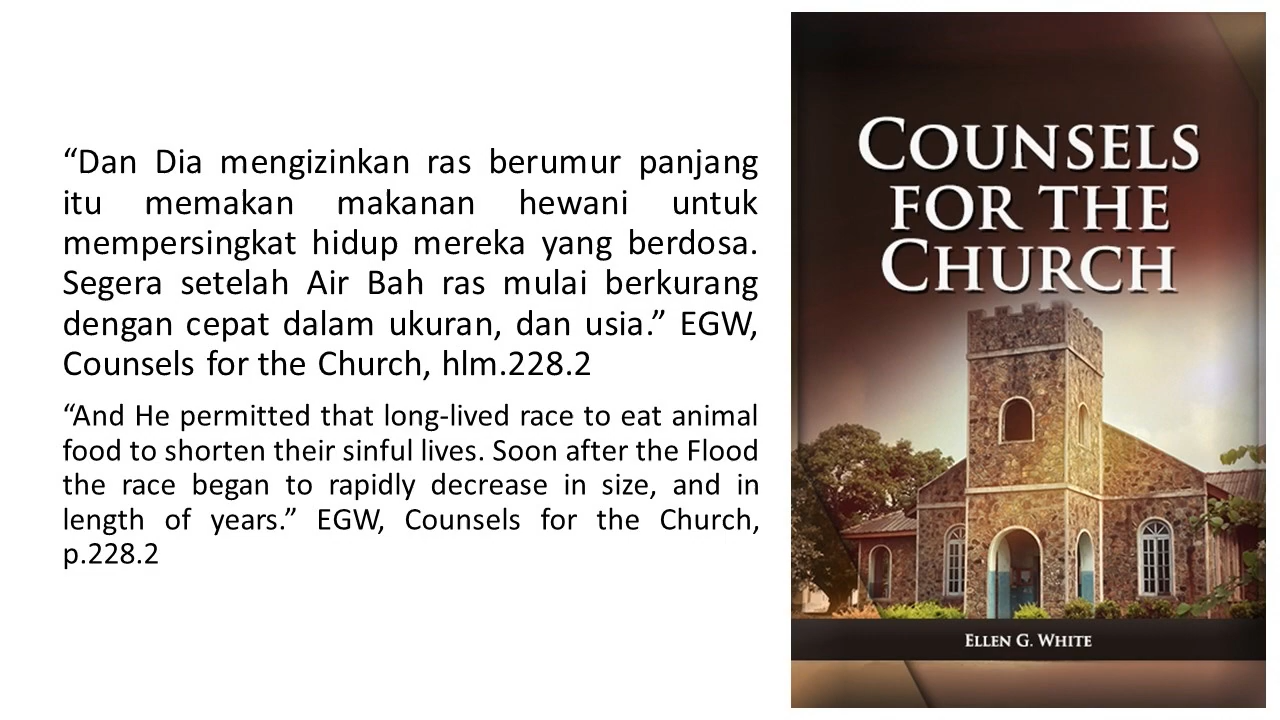 “Dan Dia mengizinkan ras berumur panjang
itu memakan makanan hewani untuk
mempersingkat hidup mereka yang berdosa.
Segera setelah Air Bah ras mulai berkurang
dengan cepat dalam ukuran, dan usia.” EGW,
Counsels for the Church, hlm.228.2
“And He permitted that long-lived race to eat animal
food to shorten their sinful lives. Soon after the Flood
the race began to rapidly decrease in size, and in
length of years.” EGW, Counsels for the Church,
p.228.2
COUNSELS
FOR THE
CHURCH
ELLEN G. WHITE